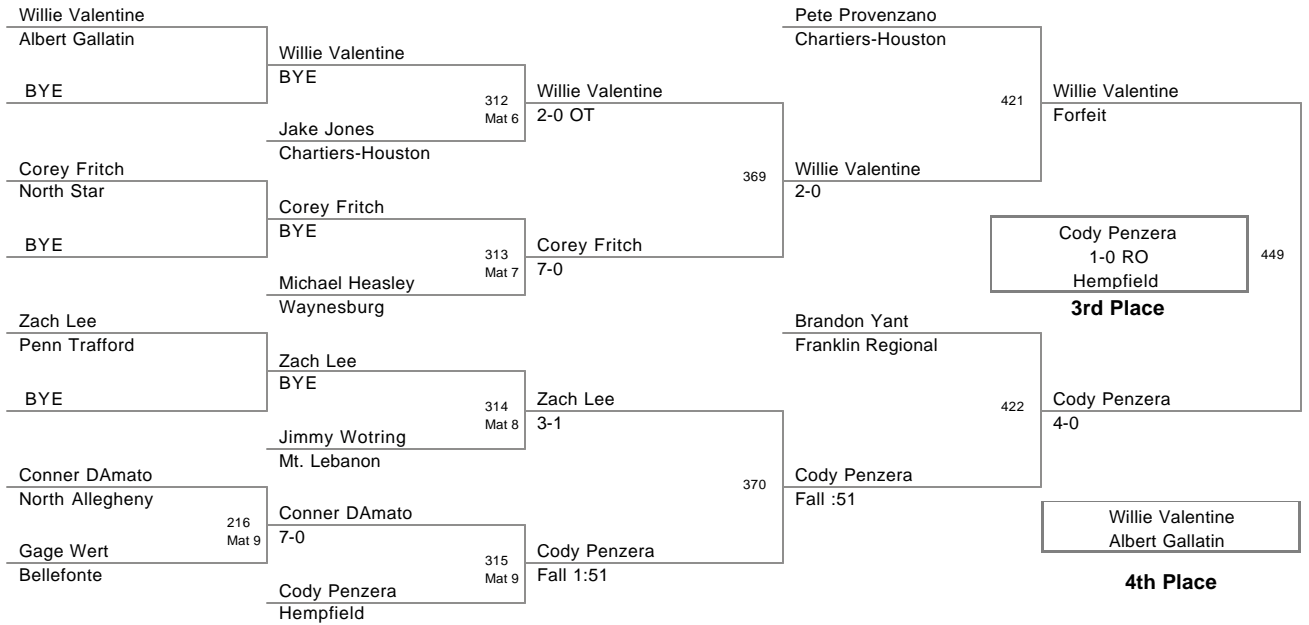 Willie Valentine
Albert Gallatin
BYE
Corey Fritch
North Star
BYE
Zach Lee
Penn Trafford
BYE
Conner DAmato
North Allegheny
216
Mat 9
Gage Wert
Bellefonte
Willie Valentine
BYE
312
Mat 6
Jake Jones
Chartiers-Houston
Corey Fritch
BYE
313
Mat 7
Michael Heasley
Waynesburg
Zach Lee
BYE
314
Mat 8
Jimmy Wotring
Mt. Lebanon
Conner DAmato
7-0
315
Mat 9
Cody Penzera
Hempfield
Willie Valentine
2-0 OT
369
Corey Fritch
7-0
Zach Lee
3-1
370
Cody Penzera
Fall 1:51
Pete Provenzano
Chartiers-Houston
421
Willie Valentine
2-0
Brandon Yant
Franklin Regional
422
Cody Penzera
Fall :51
Willie Valentine
Forfeit
449
Cody Penzera
4-0
Cody Penzera
1-0 RO
Hempfield
3rd Place
Willie Valentine
Albert Gallatin
4th Place